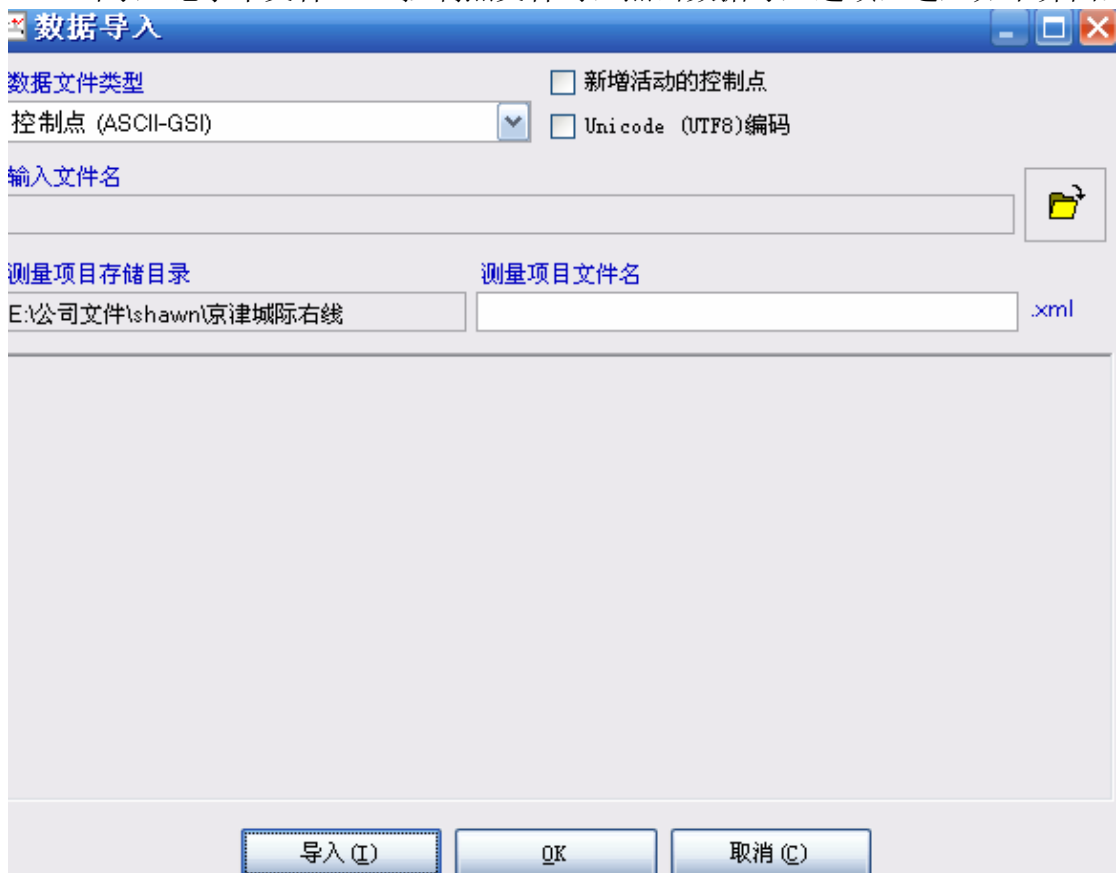 数据导入
数据文件类型
新增活动的控制点
控制点 (ASCII-GSI)
Unicode (UTF8)编码
输入文件名
测量项目存储目录
测量项目文件名
E:\公司文件\shawn\京津城际右线
.xml
导入(I)
OK
取消(C)